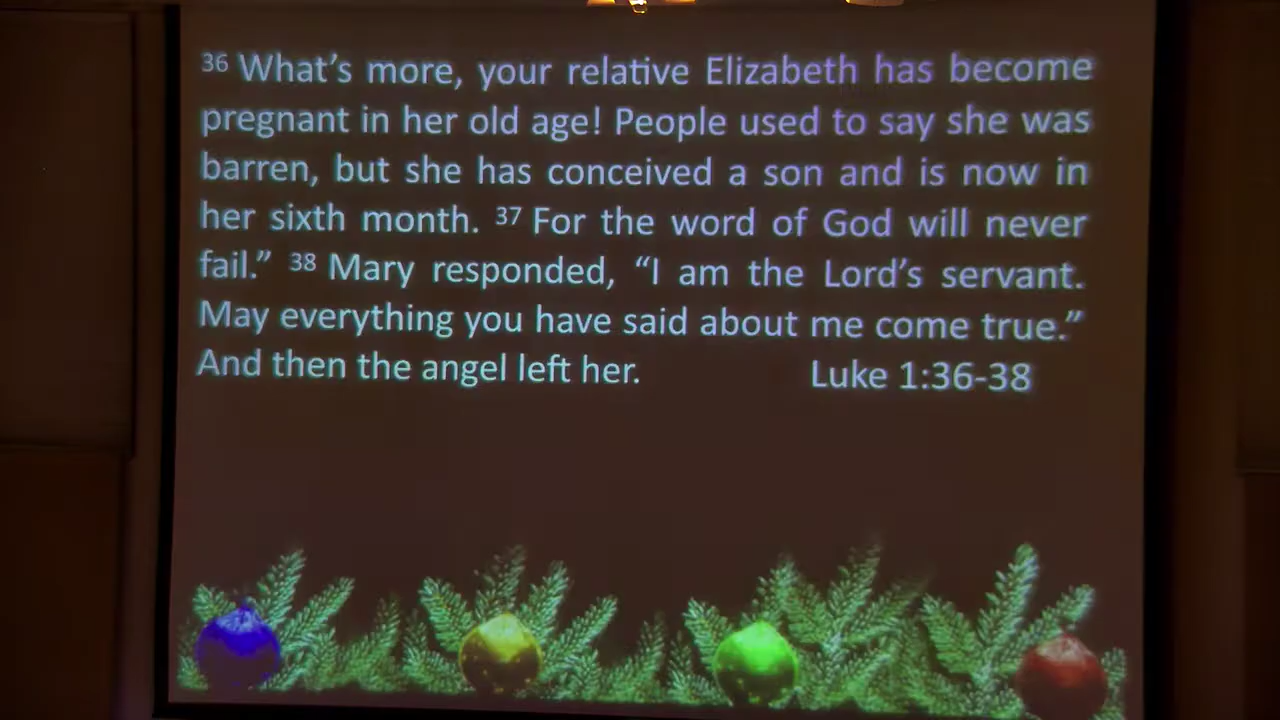 36 What's more, your relative Elizabeth has become
pregnant in her old age! People used to say she was
barren, but she has conceived a son and is now in
her sixth month. 37 For the word of God will never
fail.” 38 Mary responded, “I am the Lord's servant.
May everything you have said about me come true.”
And then the angel left her. Luke 1:36-38